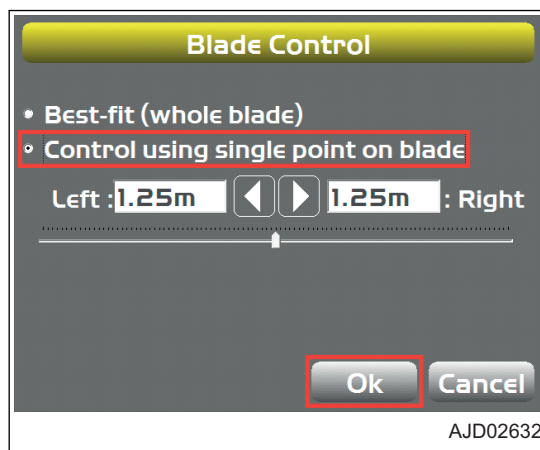 Blade Control
Best-fit (whole blade)
Control using single point on blade
Left :1.25m 1.25m : Right
Ok Cancel
AJD02632